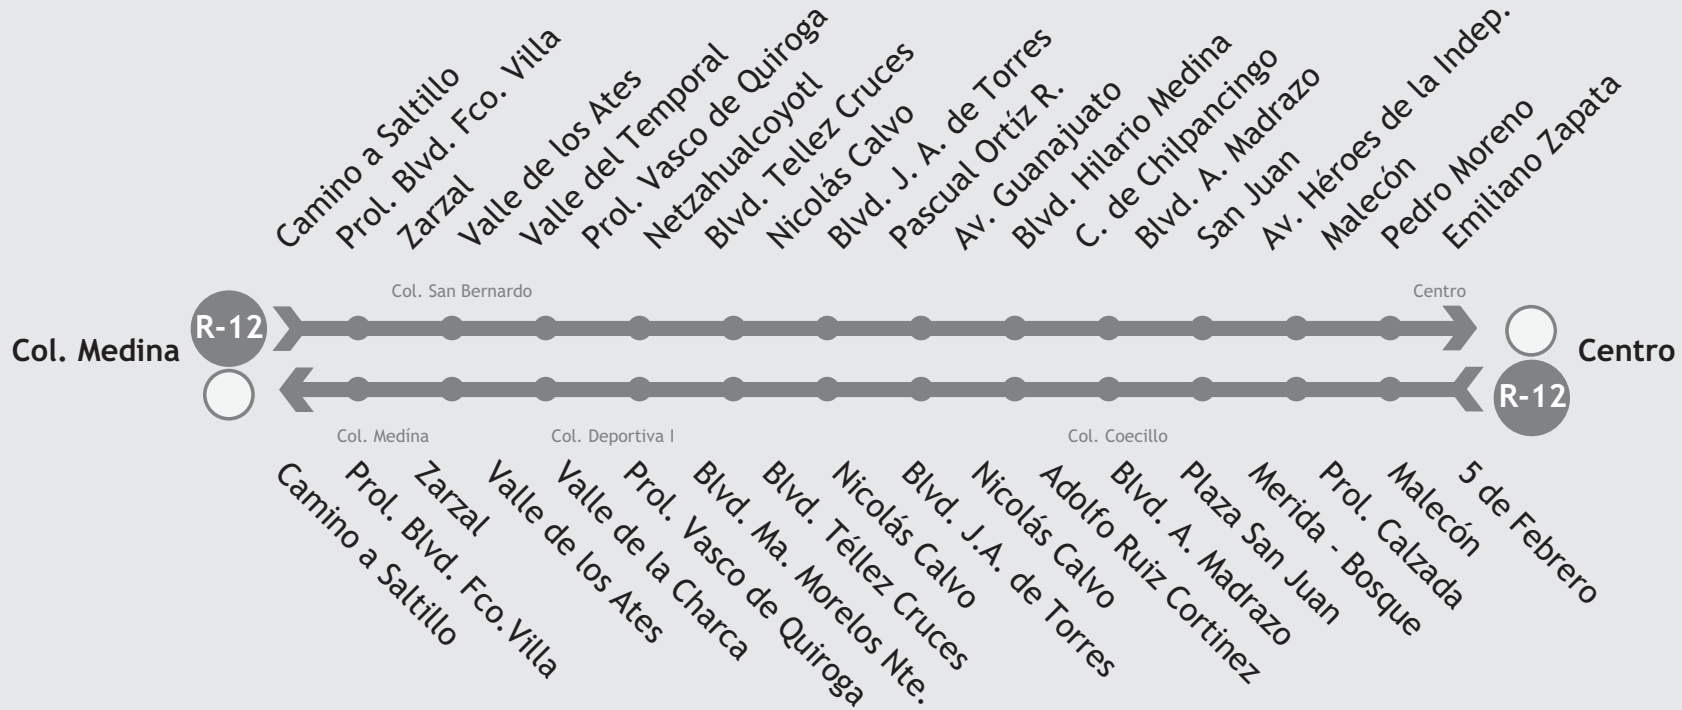 Camino a Saltillo
Prol. Blvd. Fco. Villa
Zarzal
Valle de los Ates
Valle del Temporal
Prol. Vasco de Quiroga
Netzahualcoyotl
Blvd. Tellez Cruces
Nicolás Calvo
Blvd. J. A. de Torres
Pascual Ortíz R.
Av. Guanajuato
Blvd. Hilario Medina
C. de Chilpancingo
Blvd. A. Madrazo
San Juan
Av. Héroes de la Indep.
Malecón
Pedro Moreno
Emiliano Zapata
Col. San Bernardo
Centro
R-12
Col. Medina
Centro
R-12
Col. Medína
Col. Deportiva I
Col. Coecillo
Camino a Saltillo
Prol. Blvd. Fco.Villa
Zarzal
Valle de los Ates
Valle de la Charca
Prol. Vasco de Quiroga
Blvd. Ma. Morelos Nte.
Blvd. Téllez Cruces
Nicolás Calvo
Blvd. J.A. de Torres
Nicolás Calvo
Adolfo Ruiz Cortinez
Blvd. A. Madrazo
Plaza San Juan
Merida - Bosque
Prol. Calzada
Malecón
5 de Febrero